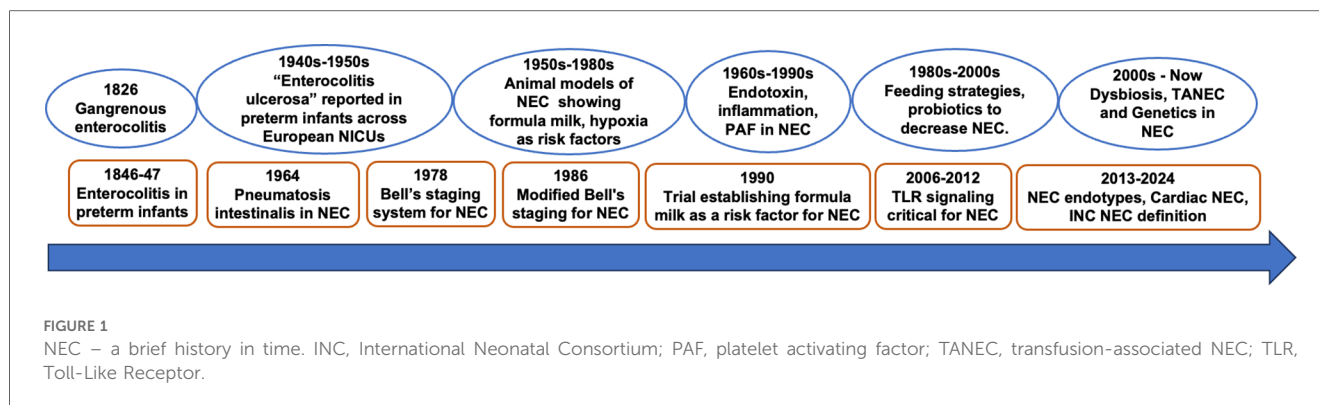 1826
Gangrenous
enterocolitis
1940s-1950s
“Enterocolitis
ulcerosa” reported in
preterm infants across
European NICUs
1950s-1980s
Animal models of
NEC showing
formula milk, hypoxia
as risk factors
1960s-1990s
Endotoxin,
inflammation,
PAF in NEC
1980s-2000s
Feeding strategies,
probiotics to
decrease NEC.
2000s - Now
Dysbiosis, TANEC
and Genetics in
NEC
1846-47
Enterocolitis in
preterm infants
1964
Pneumatosis
intestinalis in NEC
1978
Bell’s staging
system for NEC
1986
Modified Bell's
staging for NEC
1990
Trial establishing formula
milk as a risk factor for NEC
2006-2012
TLR signaling
critical for NEC
2013-2024
NEC endotypes, Cardiac NEC,
INC NEC definition
FIGURE 1
NEC – a brief history in time. INC, International Neonatal Consortium; PAF, platelet activating factor; TANEC, transfusion-associated NEC; TLR,
Toll-Like Receptor.